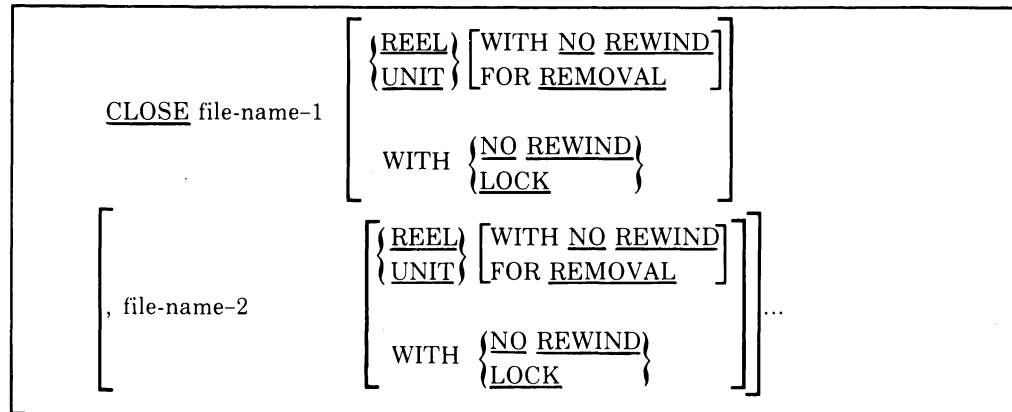 REEL WITH NO REWIND
UNIT FOR REMOVAL
CLOSE file-name-1
WITH NO REWIND
LOCK
REEL WITH NO REWIND
UNIT FOR REMOVAL
, file-name-2 ...
WITH NO REWIND
LOCK